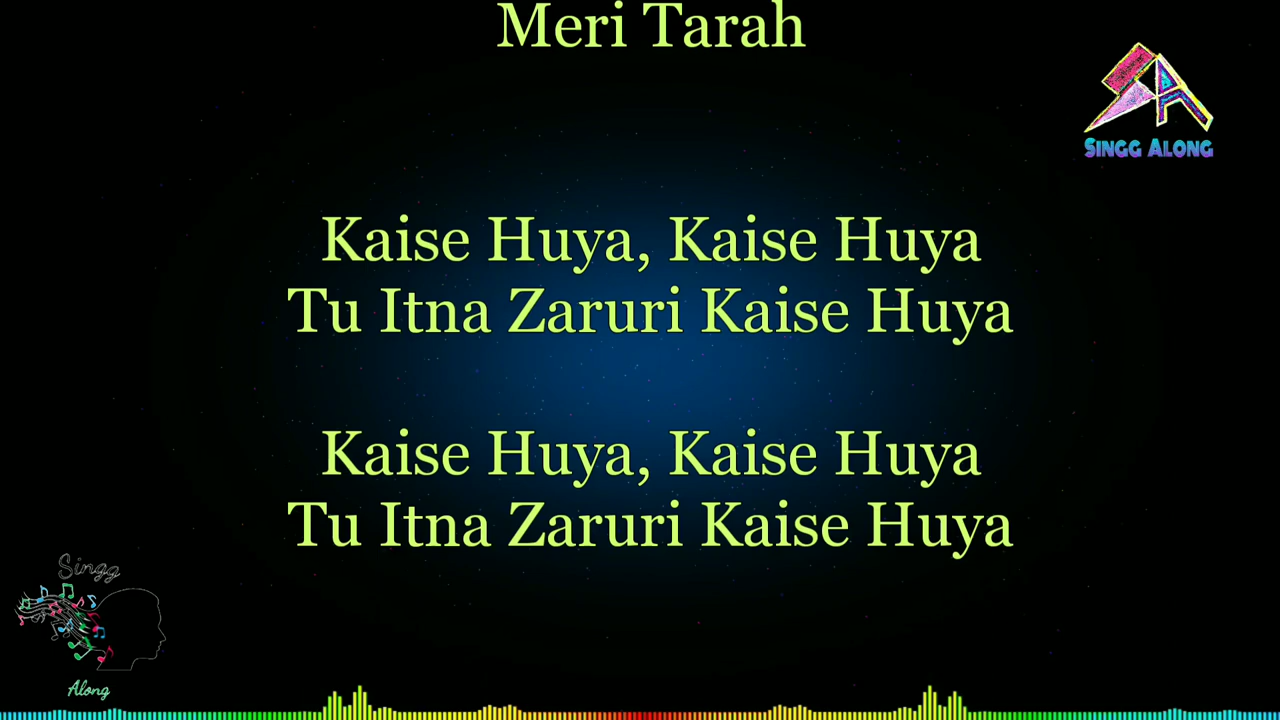 Meri Tarah
SINGG ALONG
Kaise Huya, Kaise Huya
Tu Itna Zaruri Kaise Huya
Kaise Huya, Kaise Huya
Tu Itna Zaruri Kaise Huya
Singg
Along